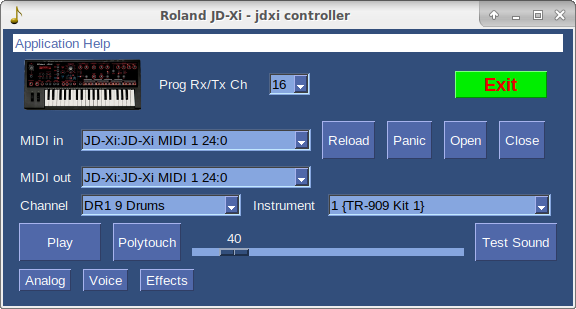 Roland JD-Xi - jdxi controller
Application Help
Prog Rx/Tx Ch 16 Exit
MIDI in JD-Xi:JD-Xi MIDI 1 24:0 Reload Panic Open Close
MIDI out JD-Xi:JD-Xi MIDI 1 24:0
Channel DR1 9 Drums Instrument 1 {TR-909 Kit 1}
40
Play Polytouch Test Sound
Analog Voice Effects